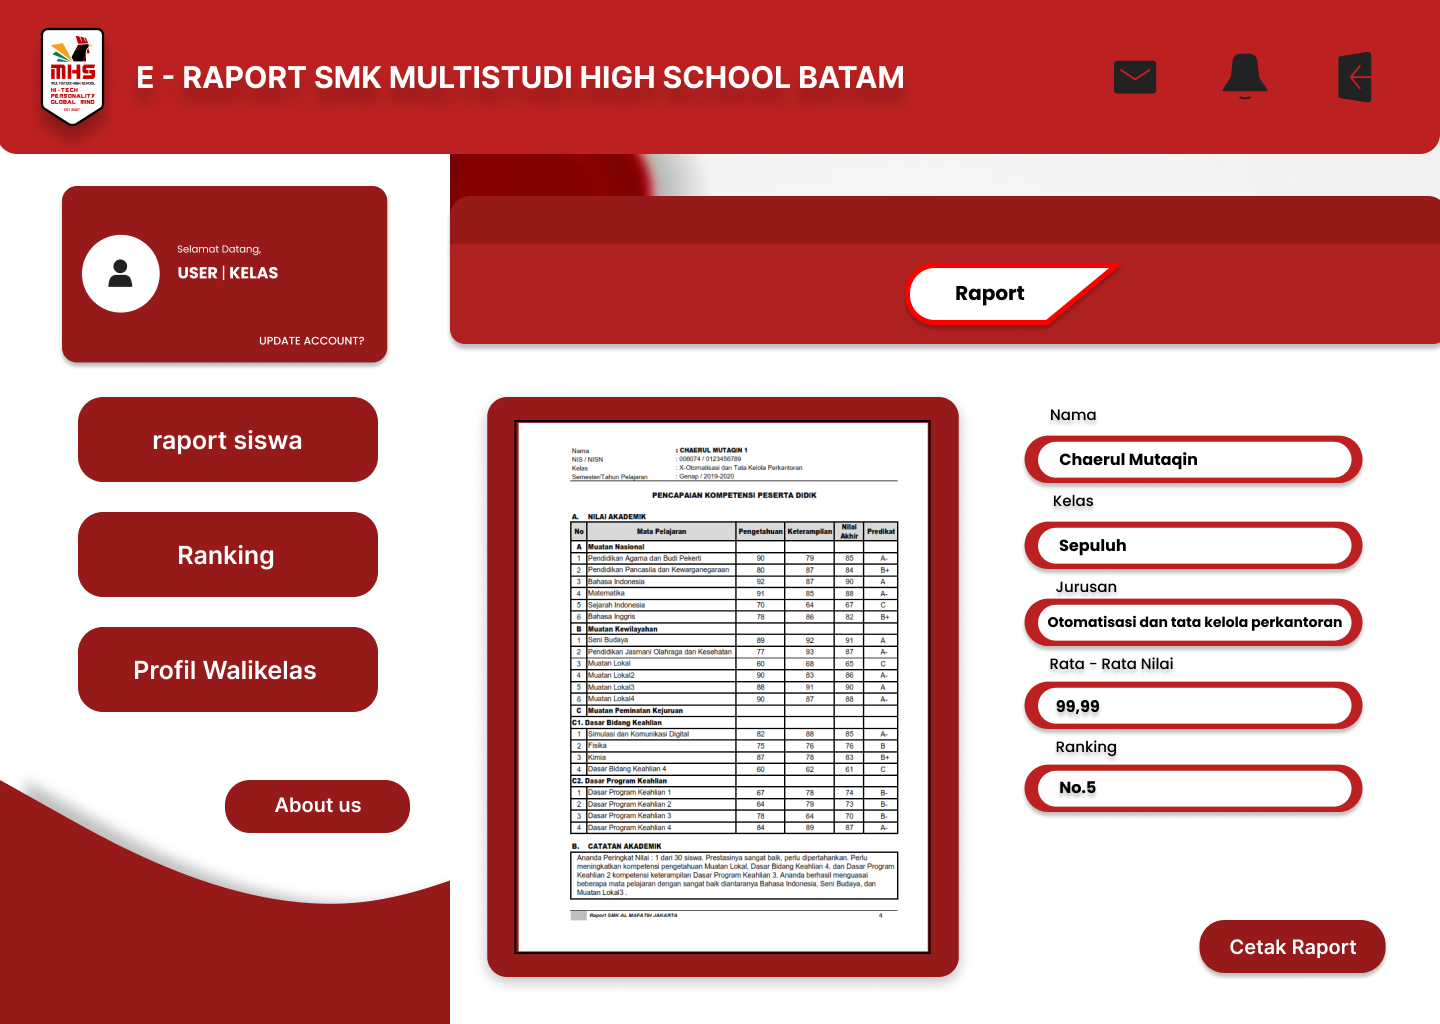 MHS
MULTISTUDI HIGH SCHOOL
HI-TECH
PERSONALITY
GLOBAL MIND
EST 2007
E - RAPORT SMK MULTISTUDI HIGH SCHOOL BATAM
Selamat Datang,
USER | KELAS
UPDATE ACCOUNT?
raport siswa
Ranking
Profil Walikelas
About us
Raport
Nama : CHAERUL MUTAQIN 1
NIS / NISN : 006074 / 0123456789
Kelas : X-Otomatisasi dan Tata Kelola Perkantoran
Semester/Tahun Pelajaran : Genap / 2019-2020
PENCAPAIAN KOMPETENSI PESERTA DIDIK
A. NILAI AKADEMIK
No Mata Pelajaran Pengetahuan Keterampilan Nilai Akhir Predikat
A Muatan Nasional
1 Pendidikan Agama dan Budi Pekerti 90 79 85 A-
2 Pendidikan Pancasila dan Kewarganegaraan 80 87 84 B+
3 Bahasa Indonesia 92 87 90 A
4 Matematika 91 85 88 A-
5 Sejarah Indonesia 70 64 67 C
6 Bahasa Inggris 78 86 82 B+
B Muatan Kewilayahan
1 Seni Budaya 89 92 91 A
2 Pendidikan Jasmani Olahraga dan Kesehatan 77 93 87 A-
3 Muatan Lokal 60 68 65 C
4 Muatan Lokal2 90 83 86 A-
5 Muatan Lokal3 88 91 90 A
6 Muatan Lokal4 90 87 88 A-
C Muatan Peminatan Kejuruan
C1. Dasar Bidang Keahlian
1 Simulasi dan Komunikasi Digital 82 88 85 A-
2 Fisika 75 76 76 B
3 Kimia 87 78 83 B+
4 Dasar Bidang Keahlian 4 60 62 61 C
C2. Dasar Program Keahlian
1 Dasar Program Keahlian 1 67 78 74 B-
2 Dasar Program Keahlian 2 64 79 73 B-
3 Dasar Program Keahlian 3 78 64 70 B-
4 Dasar Program Keahlian 4 84 89 87 A-
B. CATATAN AKADEMIK
Ananda Peringkat Nilai : 1 dari 30 siswa. Prestasinya sangat baik, perlu dipertahankan. Perlu
meningkatkan kompetensi pengetahuan Muatan Lokal, Dasar Bidang Keahlian 4, dan Dasar Program
Keahlian 2 kompetensi keterampilan Dasar Program Keahlian 3. Ananda berhasil menguasai
beberapa mata pelajaran dengan sangat baik diantaranya Bahasa Indonesia, Seni Budaya, dan
Muatan Lokal3 .
Raport SMK AL MAFATIH JAKARTA 4
Nama
Chaerul Mutaqin
Kelas
Sepuluh
Jurusan
Otomatisasi dan tata kelola perkantoran
Rata - Rata Nilai
99,99
Ranking
No.5
Cetak Raport